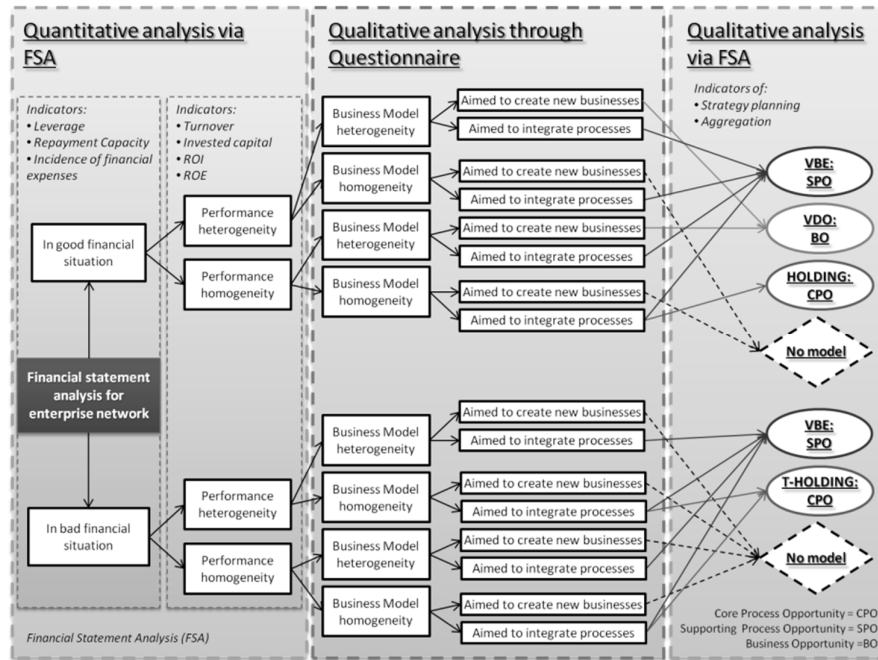 Quantitative analysis via
FSA
Indicators:
• Leverage
• Repayment Capacity
• Incidence of financial
expenses
Indicators:
• Turnover
• Invested capital
• ROI
• ROE
In good financial
situation
Performance
heterogeneity
Performance
homogeneity
Financial statement
analysis for
enterprise network
In bad financial
situation
Performance
heterogeneity
Performance
homogeneity
Financial Statement Analysis (FSA)
Qualitative analysis through
Questionnaire
Business Model
heterogeneity
Aimed to create new businesses
Aimed to integrate processes
Business Model
homogeneity
Aimed to create new businesses
Aimed to integrate processes
Business Model
heterogeneity
Aimed to create new businesses
Aimed to integrate processes
Business Model
homogeneity
Aimed to create new businesses
Aimed to integrate processes
Business Model
heterogeneity
Aimed to create new businesses
Aimed to integrate processes
Business Model
homogeneity
Aimed to create new businesses
Aimed to integrate processes
Business Model
heterogeneity
Aimed to create new businesses
Aimed to integrate processes
Business Model
homogeneity
Aimed to create new businesses
Aimed to integrate processes
Qualitative analysis
via FSA
Indicators of:
• Strategy planning
• Aggregation
VBE:
SPO
VDO:
BO
HOLDING:
CPO
No model
VBE:
SPO
T-HOLDING:
CPO
No model
Core Process Opportunity = CPO
Supporting Process Opportunity = SPO
Business Opportunity =BO